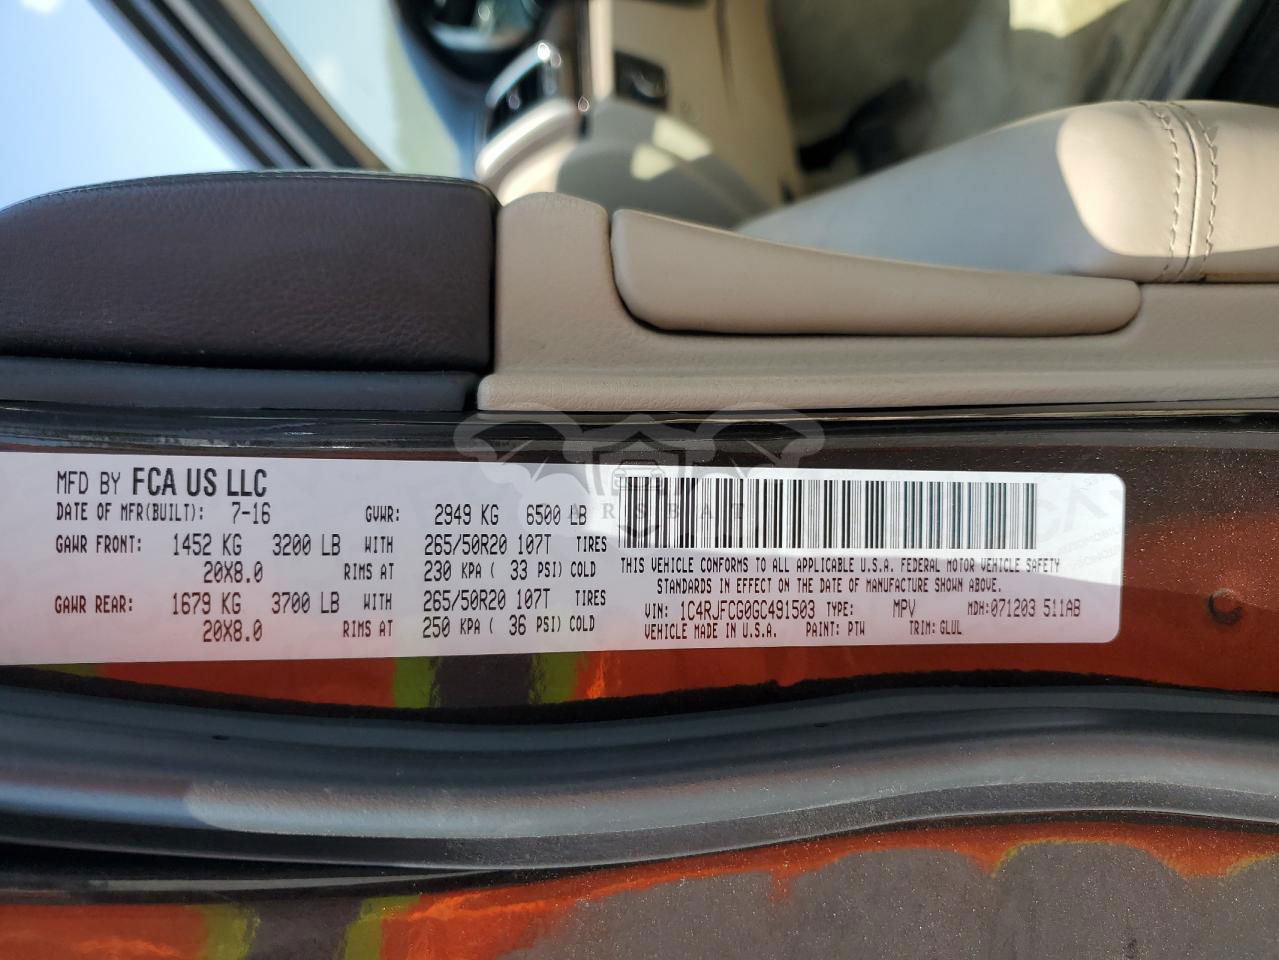 MFD BY FCA US LLC
DATE OF MFR(BUILT): 7-16 GVWR: 2949 KG 6500 LB
GAWR FRONT: 1452 KG 3200 LB WITH 265/50R20 107T TIRES
20X8.0 RIMS AT 230 KPA ( 33 PSI) COLD
GAWR REAR: 1679 KG 3700 LB WITH 265/50R20 107T TIRES
20X8.0 RIMS AT 250 KPA ( 36 PSI) COLD
THIS VEHICLE CONFORMS TO ALL APPLICABLE U.S.A. FEDERAL MOTOR VEHICLE SAFETY
STANDARDS IN EFFECT ON THE DATE OF MANUFACTURE SHOWN ABOVE.
VIN: 1C4RJFCG0GC491503 TYPE: MPV MDH:071203 511AB
VEHICLE MADE IN U.S.A. PAINT: PTW TRIM: GLUL